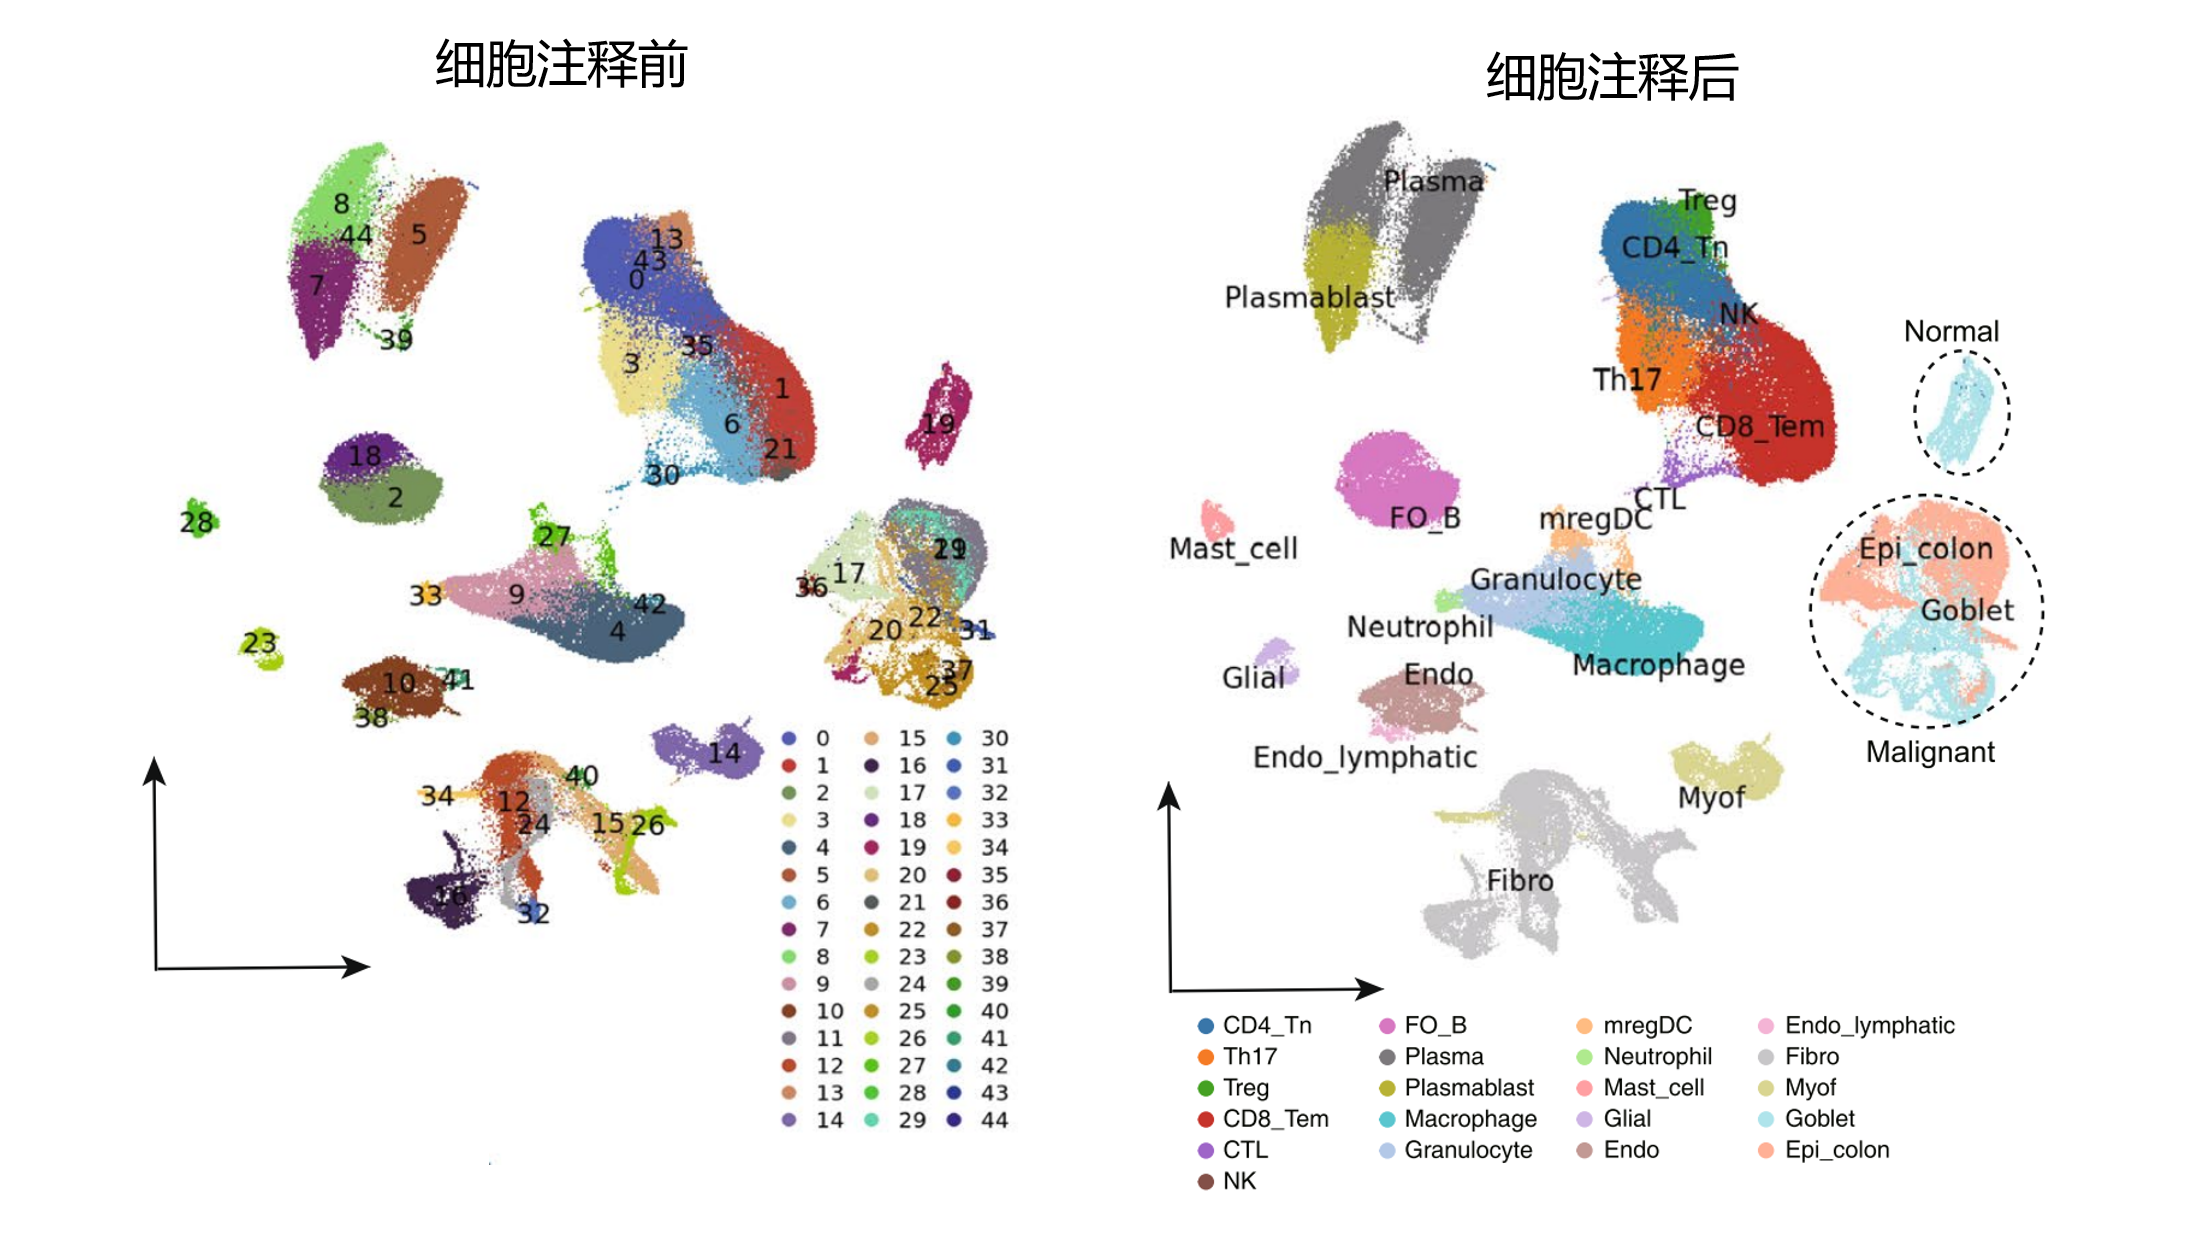 细胞注释前
8
44
5
7
39
13
43
0
35
3
1
6
21
30
19
18
2
28
27
33
9
42
4
23
10
41
38
17
36
29
22
20
31
37
25
14
34
12
24
40
15
26
16
32
0 15 30
1 16 31
2 17 32
3 18 33
4 19 34
5 20 35
6 21 36
7 22 37
8 23 38
9 24 39
10 25 40
11 26 41
12 27 42
13 28 43
14 29 44
细胞注释后
Plasma
Plasmablast
Treg
CD4_Tn
NK
Th17
CD8_Tem
CTL
Normal
FO_B
Mast_cell
mregDC
Granulocyte
Neutrophil
Macrophage
Epi_colon
Goblet
Malignant
Glial
Endo
Endo_lymphatic
Myof
Fibro
CD4_Tn FO_B mregDC Endo_lymphatic
Th17 Plasma Neutrophil Fibro
Treg Plasmablast Mast_cell Myof
CD8_Tem Macrophage Glial Goblet
CTL Granulocyte Endo Epi_colon
NK